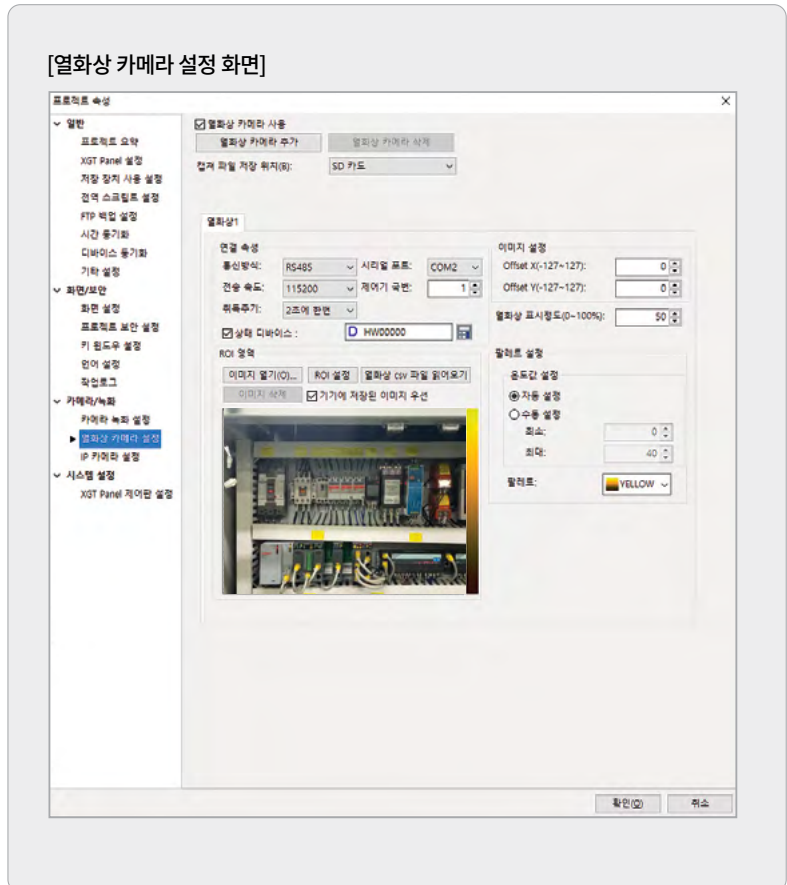 [열화상 카메라 설정 화면]
프로젝트 속성
일반
프로젝트 요약
XGT Panel 설정
저장 장치 사용 설정
전역 스크립트 설정
FTP 백업 설정
시간 동기화
디바이스 동기화
기타 설정
화면/보안
화면 설정
프로젝트 보안 설정
키 윈도우 설정
언어 설정
작업로그
카메라/녹화
카메라 녹화 설정
열화상 카메라 설정
IP 카메라 설정
시스템 설정
XGT Panel 제어판 설정
열화상 카메라 사용
열화상 카메라 추가 열화상 카메라 삭제
캡쳐 파일 저장 위치(B): SD 카드
열화상1
연결 속성
통신방식: RS485 시리얼 포트: COM2
전송 속도: 115200 제어기 국번: 1
취득주기: 2초에 한번
상태 디바이스 : D HW00000
ROI 영역
이미지 열기(O)... ROI 설정 열화상 csv 파일 읽어오기
이미지 삭제 기기에 저장된 이미지 우선
이미지 설정
Offset X(-127~127): 0
Offset Y(-127~127): 0
열화상 표시정도(0~100%): 50
팔레트 설정
온도값 설정
자동 설정
수동 설정
최소: 0
최대: 40
팔레트: YELLOW
확인(O) 취소